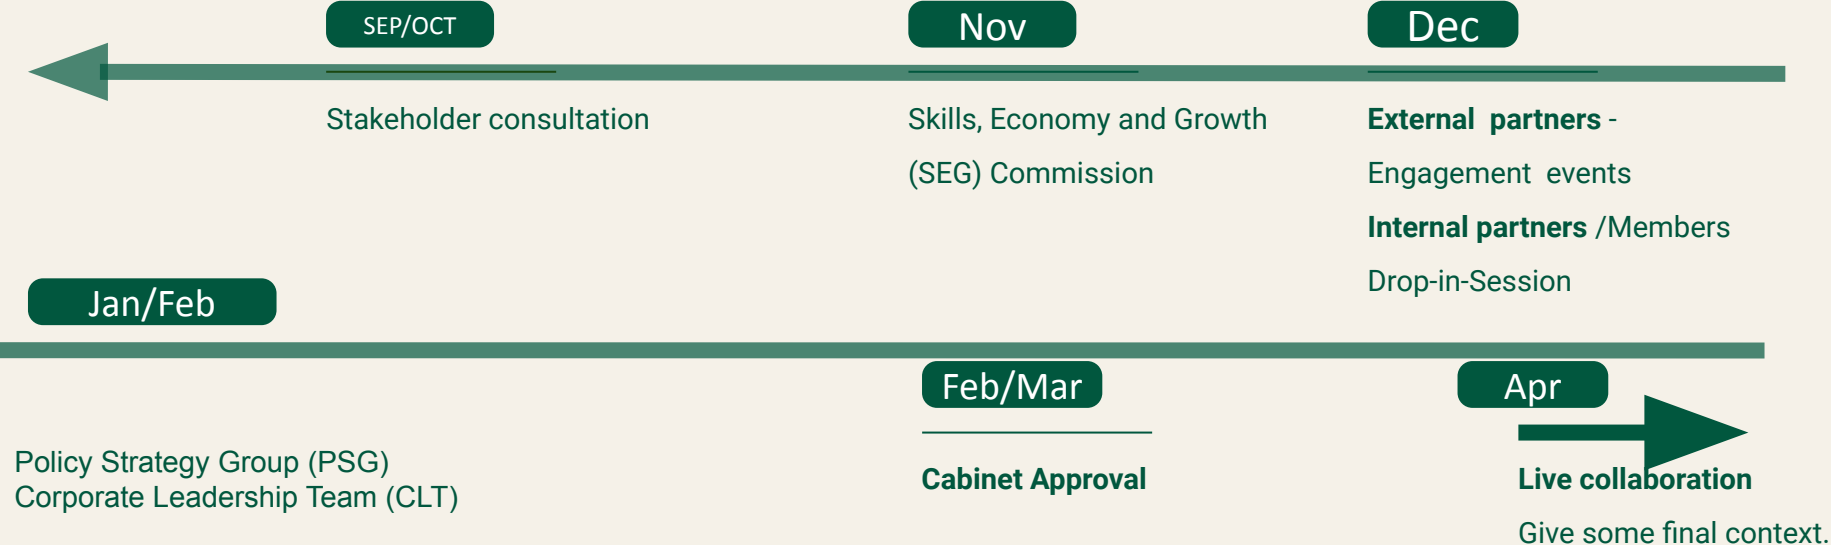 SEP/OCT
Nov
Dec
Stakeholder consultation
Skills, Economy and Growth
(SEG) Commission
External partners -
Engagement events
Internal partners /Members
Drop-in-Session
Jan/Feb
Feb/Mar
Apr
Policy Strategy Group (PSG)
Corporate Leadership Team (CLT)
Cabinet Approval
Live collaboration
Give some final context.